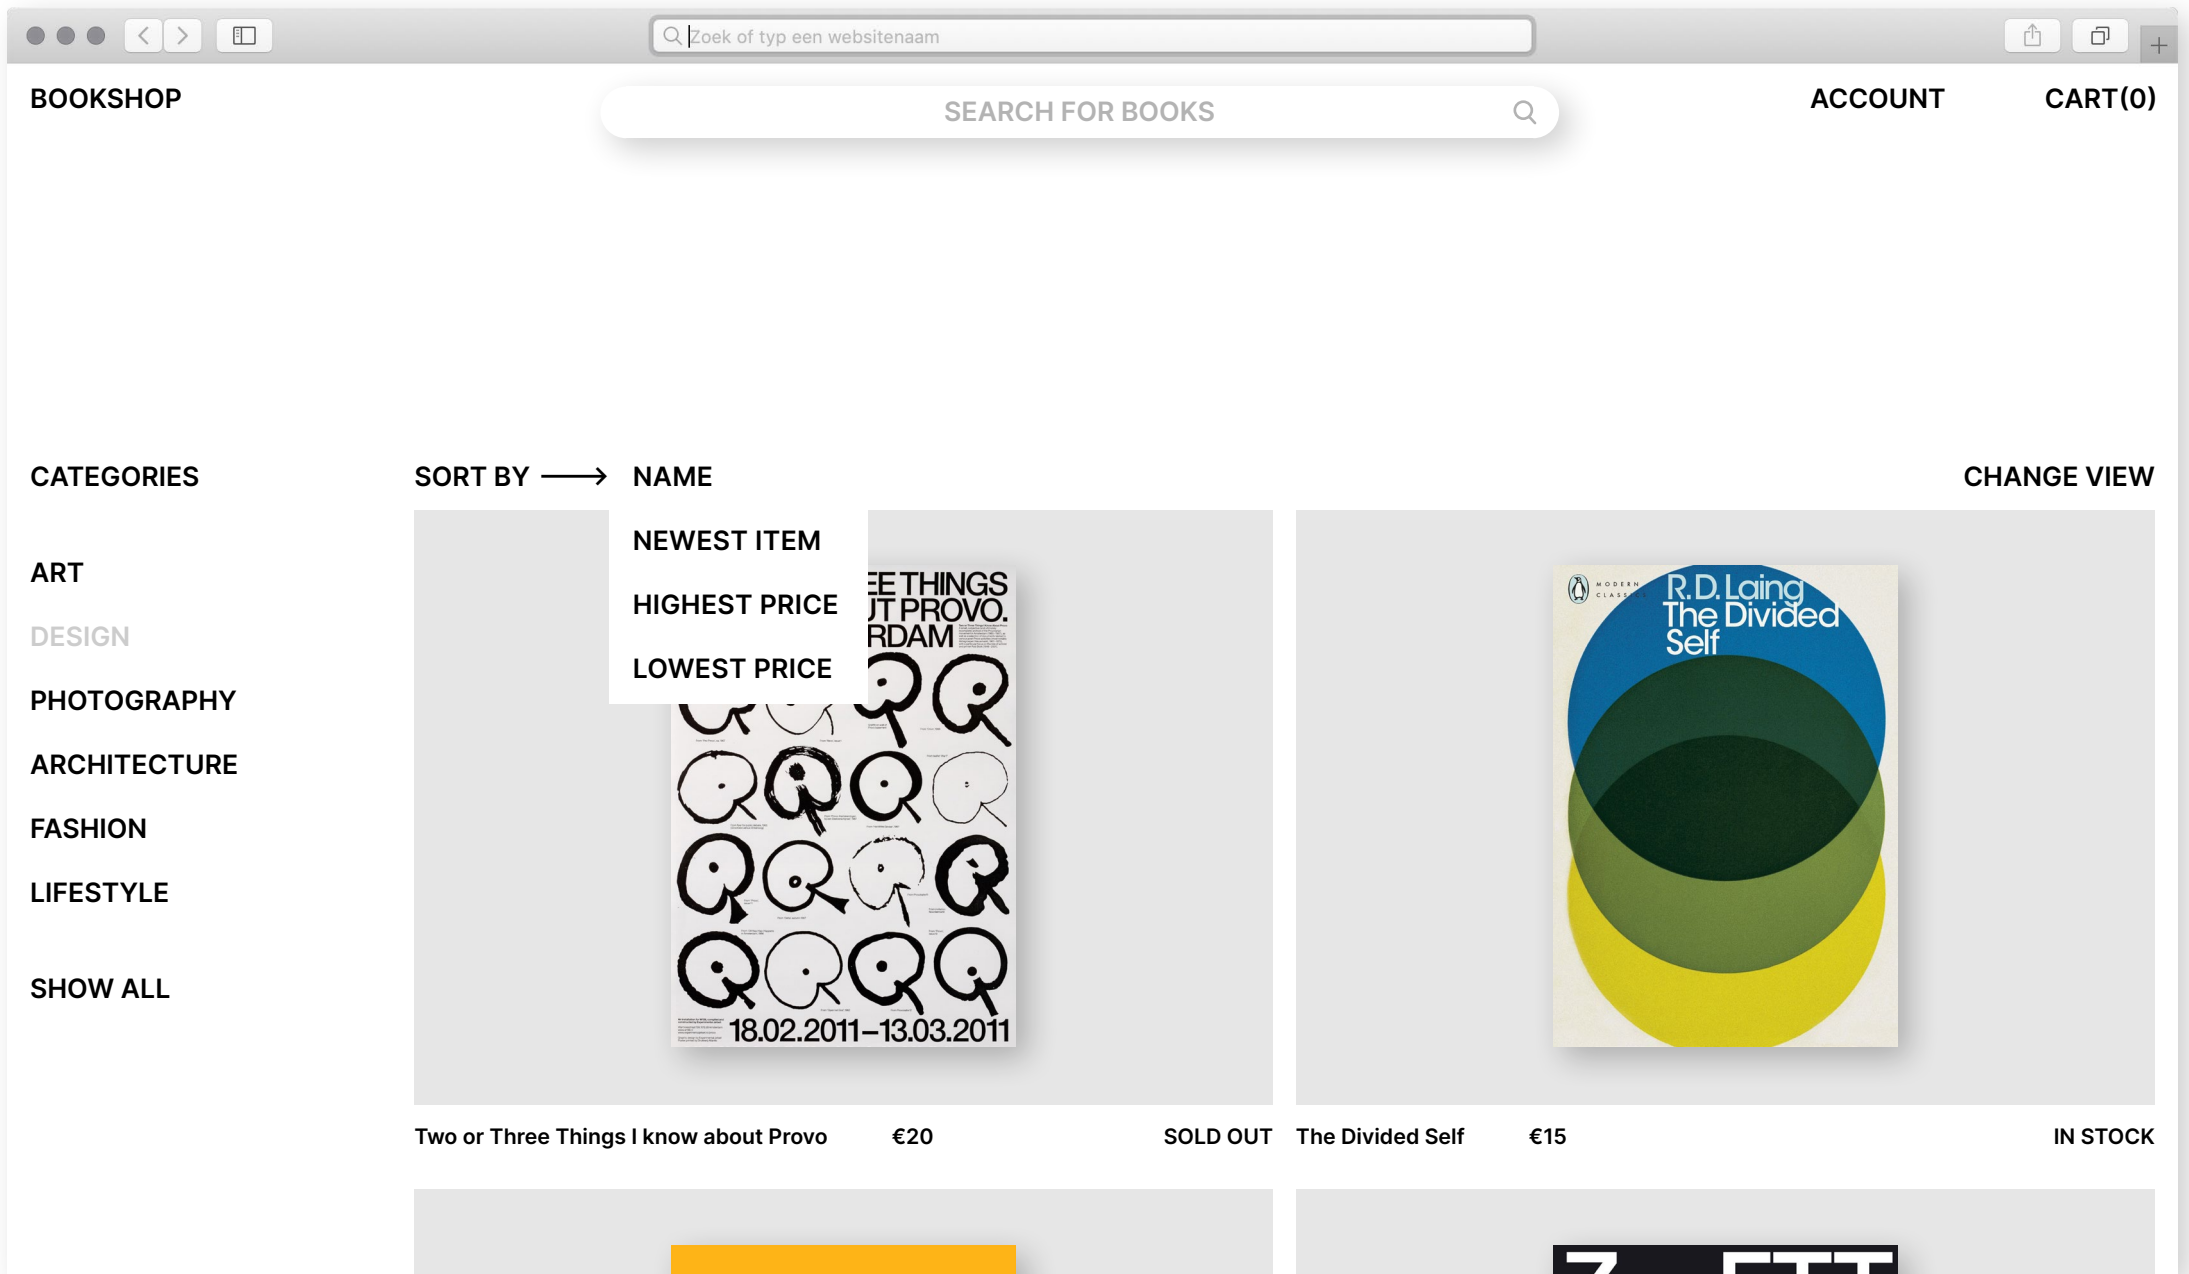 Zoek of typ een websitenaam
BOOKSHOP
SEARCH FOR BOOKS
ACCOUNT
CART(0)
CATEGORIES
ART
DESIGN
PHOTOGRAPHY
ARCHITECTURE
FASHION
LIFESTYLE
SHOW ALL
SORT BY
NAME
NEWEST ITEM
HIGHEST PRICE
LOWEST PRICE
CHANGE VIEW
EE THINGS
UT PROVO.
RDAM
18.02.2011–13.03.2011
Two or Three Things I know about Provo €20 SOLD OUT
MODERN
CLASSICS
R.D. Laing
The Divided
Self
The Divided Self €15 IN STOCK